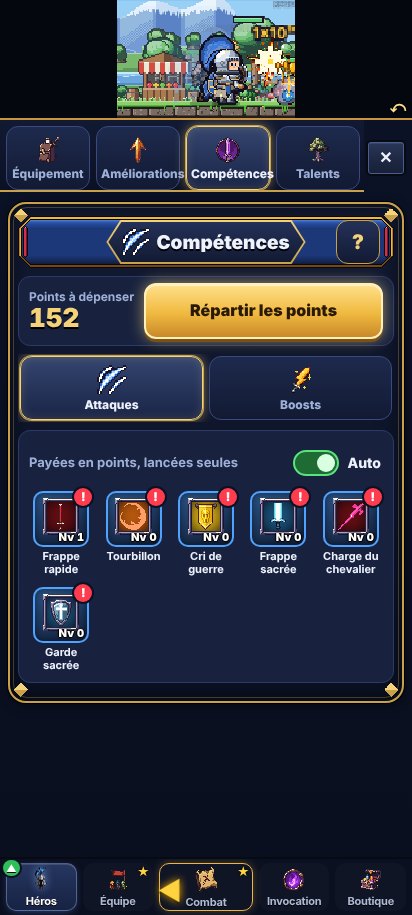 1×10
Équipement
Améliorations
Compétences
Talents
×
Compétences
?
Points à dépenser
152
Répartir les points
Attaques
Boosts
Payées en points, lancées seules
Auto
!
!
!
!
!
Nv 1
Nv 0
Nv 0
Nv 0
Nv 0
Frappe rapide
Tourbillon
Cri de guerre
Frappe sacrée
Charge du chevalier
!
Nv 0
Garde sacrée
Héros
Équipe
Combat
Invocation
Boutique